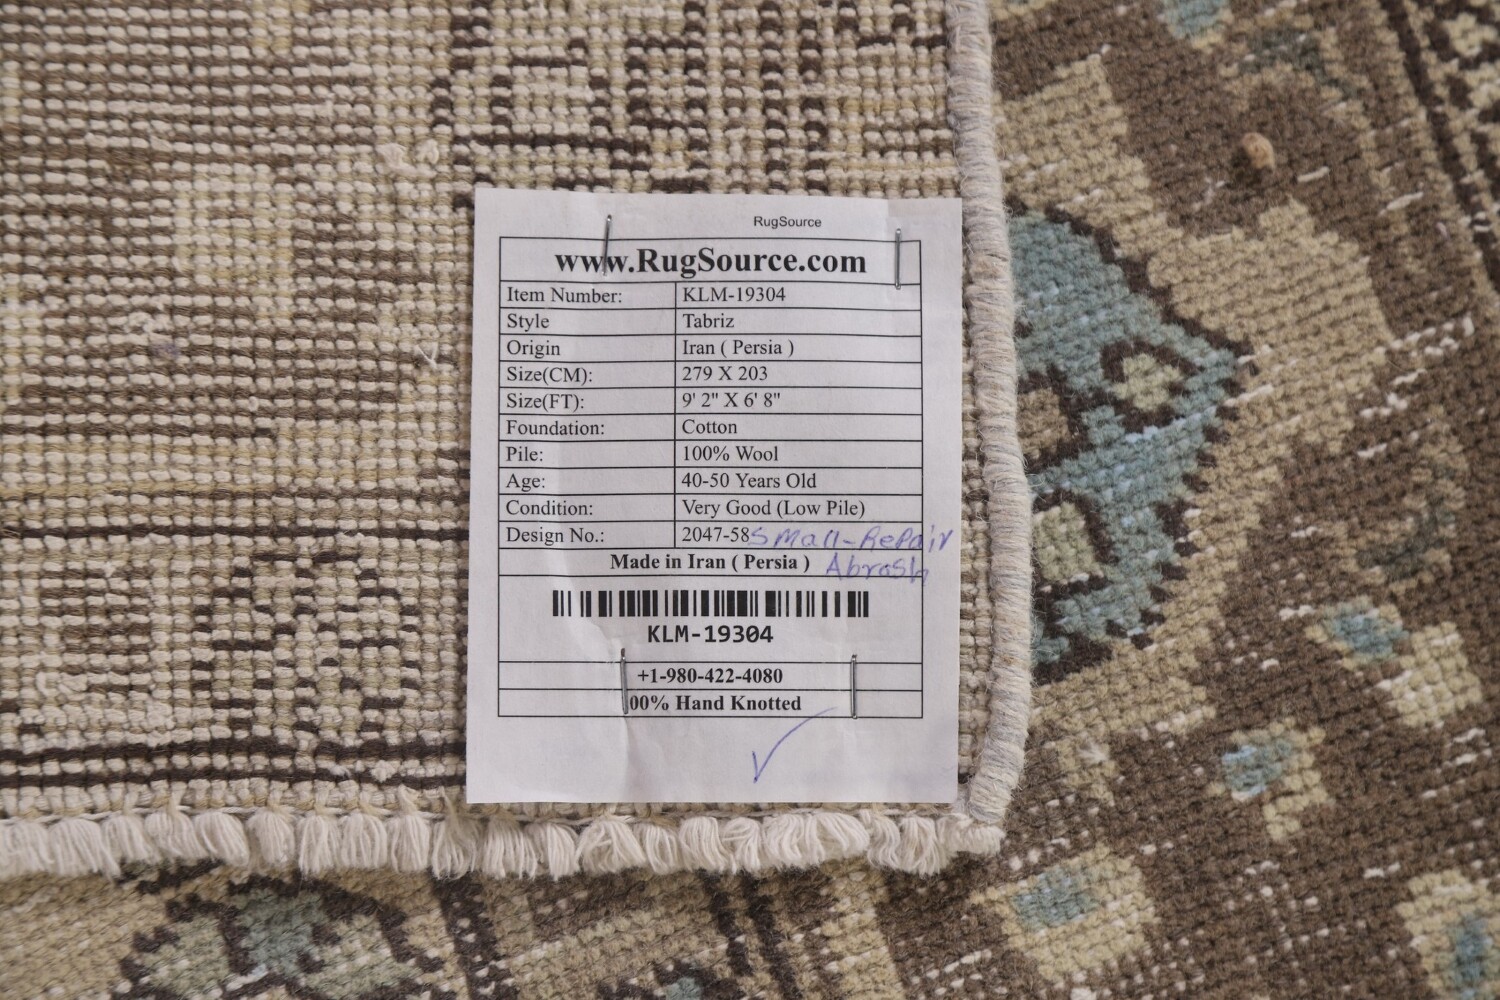 RugSource
www.RugSource.com
Item Number: KLM-19304
Style Tabriz
Origin Iran ( Persia )
Size(CM): 279 X 203
Size(FT): 9' 2" X 6' 8"
Foundation: Cotton
Pile: 100% Wool
Age: 40-50 Years Old
Condition: Very Good (Low Pile)
Design No.: 2047-58 Small-Repair
Made in Iran ( Persia ) Abrash
KLM-19304
+1-980-422-4080
00% Hand Knotted